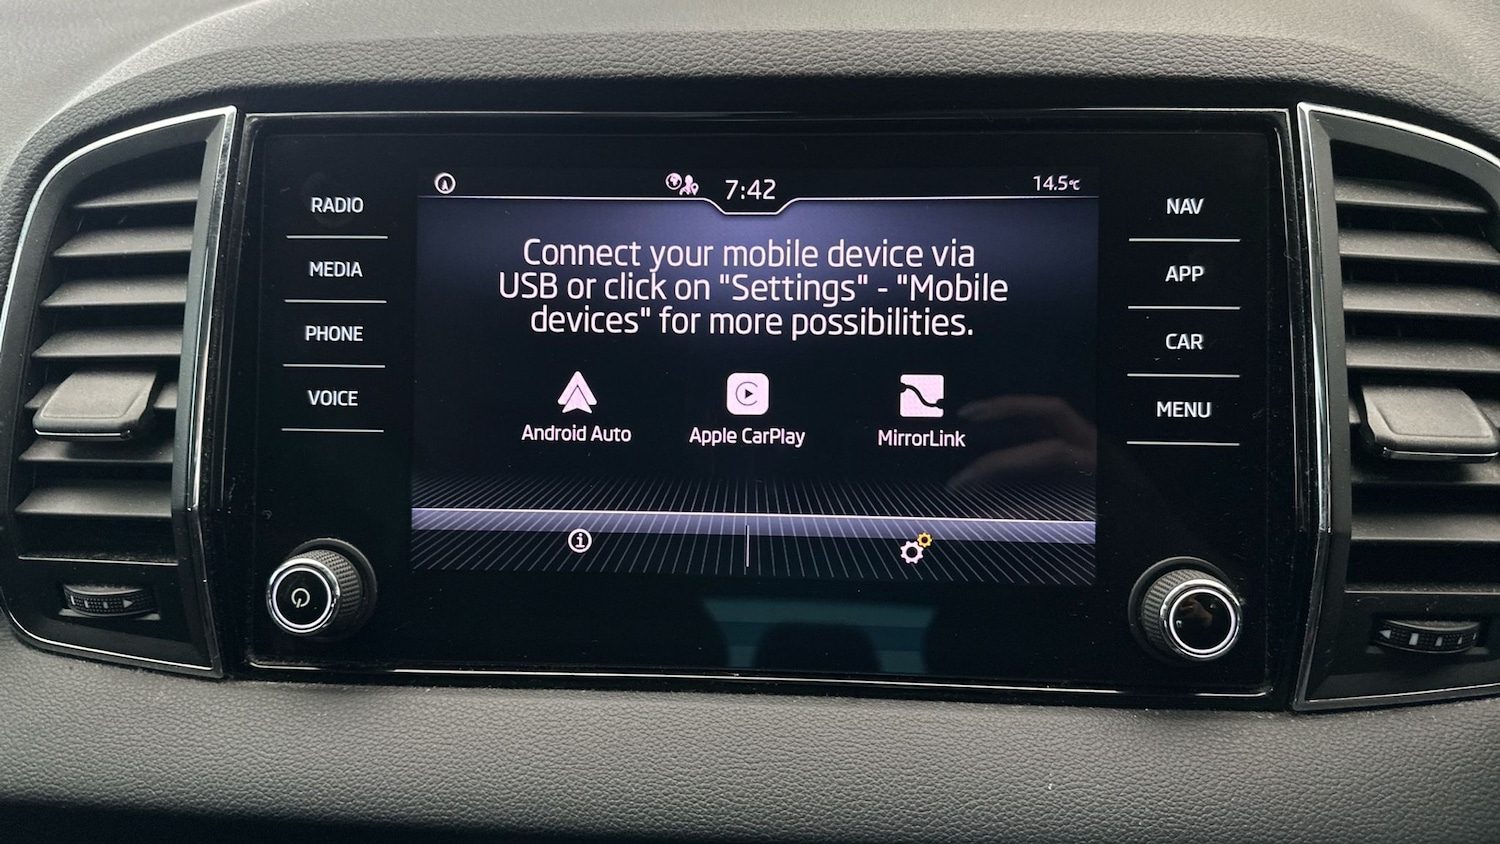 RADIO
MEDIA
PHONE
VOICE
7:42
14.5°C
Connect your mobile device via
USB or click on "Settings" - "Mobile
devices" for more possibilities.
Android Auto
Apple CarPlay
MirrorLink
NAV
APP
CAR
MENU